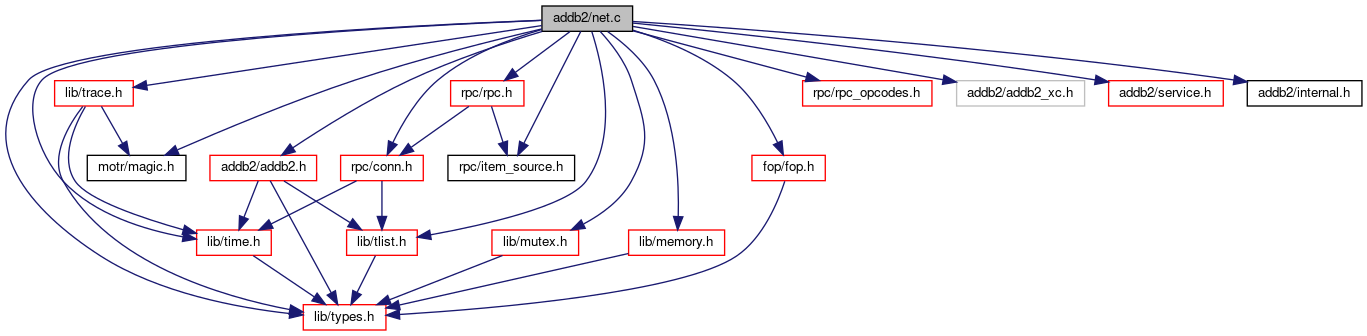 addb2/net.c
lib/trace.h
rpc/rpc.h
rpc/rpc_opcodes.h
addb2/addb2_xc.h
addb2/service.h
addb2/internal.h
motr/magic.h
addb2/addb2.h
rpc/conn.h
rpc/item_source.h
fop/fop.h
lib/time.h
lib/tlist.h
lib/mutex.h
lib/memory.h
lib/types.h